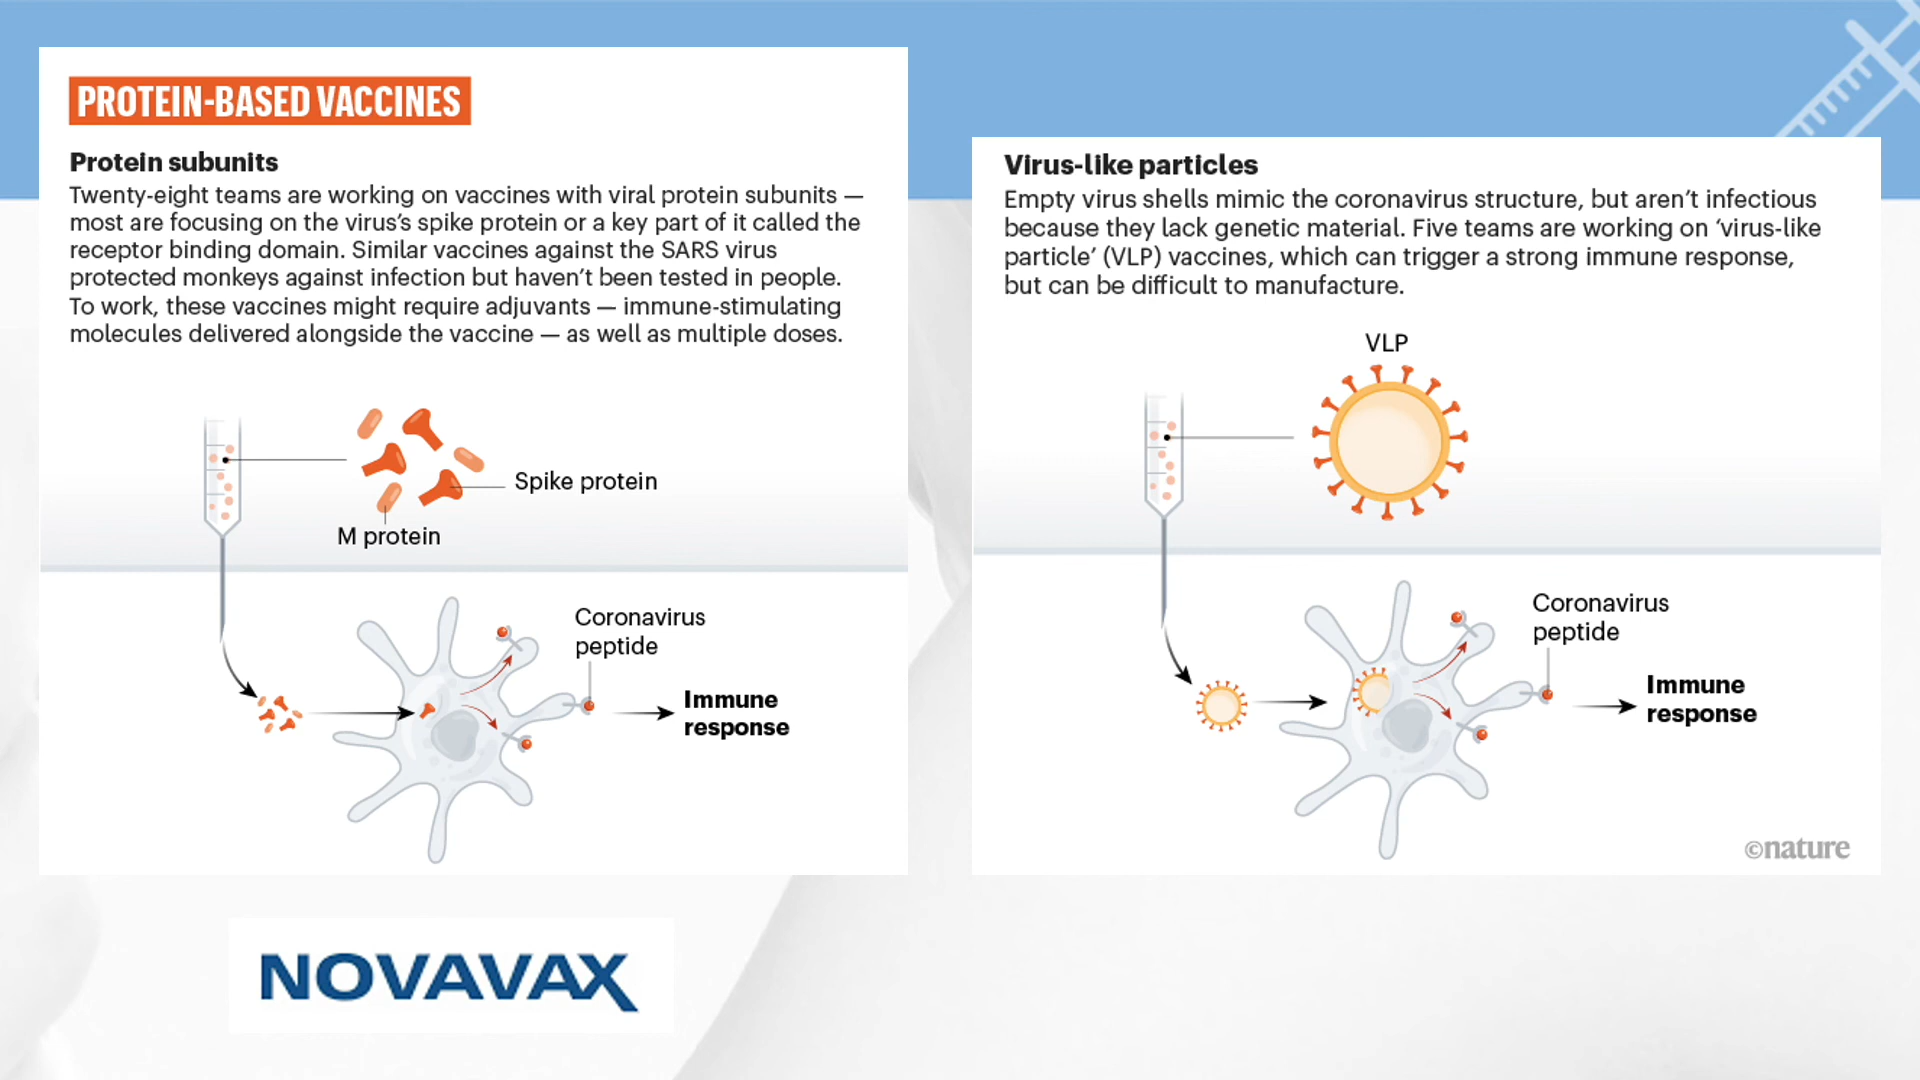 PROTEIN-BASED VACCINES
Protein subunits
Twenty-eight teams are working on vaccines with viral protein subunits —
most are focusing on the virus’s spike protein or a key part of it called the
receptor binding domain. Similar vaccines against the SARS virus
protected monkeys against infection but haven’t been tested in people.
To work, these vaccines might require adjuvants — immune-stimulating
molecules delivered alongside the vaccine — as well as multiple doses.
Spike protein
M protein
Coronavirus
peptide
Immune
response
Virus-like particles
Empty virus shells mimic the coronavirus structure, but aren’t infectious
because they lack genetic material. Five teams are working on ‘virus-like
particle’ (VLP) vaccines, which can trigger a strong immune response,
but can be difficult to manufacture.
VLP
Coronavirus
peptide
Immune
response
©nature
NOVAVAX